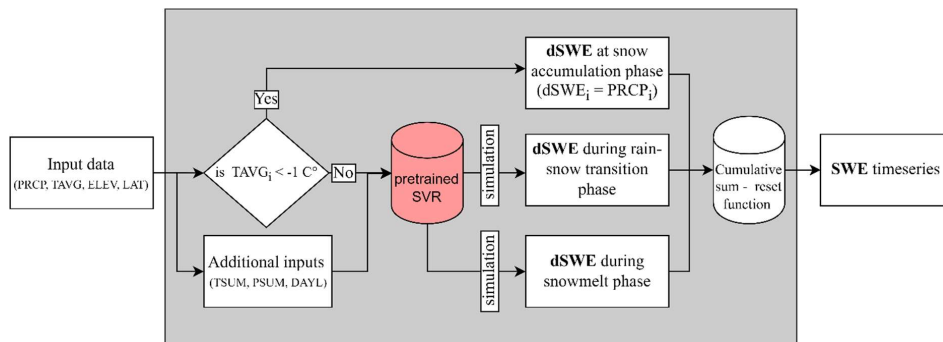 dSWE at snow
accumulation phase
(dSWEi = PRCPi)
Yes
Input data
(PRCP, TAVG, ELEV, LAT)
is TAVGi < -1 C°
No
pretrained
SVR
simulation
dSWE during rain-
snow transition
phase
Cumulative
sum - reset
function
SWE timeseries
Additional inputs
(TSUM, PSUM, DAYL)
simulation
dSWE during
snowmelt phase